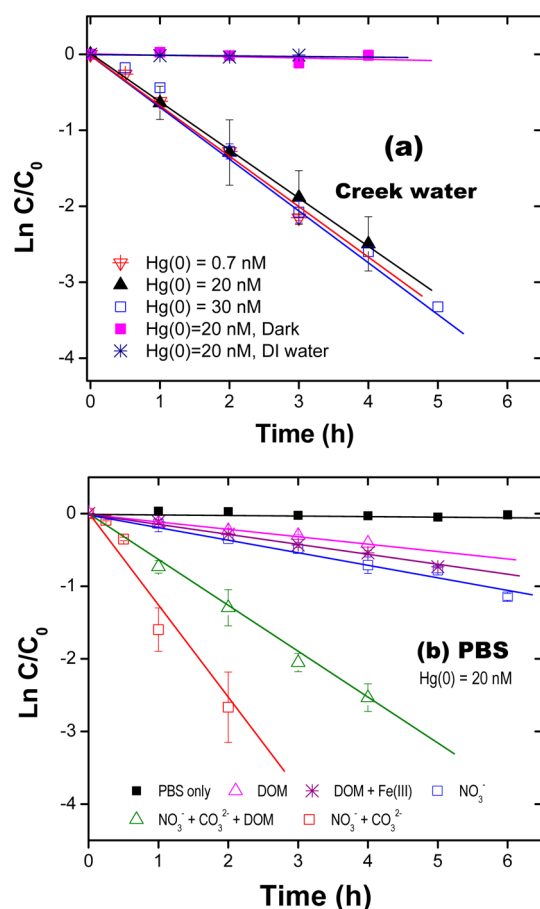 0
-1
-2
-3
-4
Ln C/C₀
(a)
Creek water
Hg(0) = 0.7 nM
Hg(0) = 20 nM
Hg(0) = 30 nM
Hg(0)=20 nM, Dark
Hg(0)=20 nM, DI water
0 1 2 3 4 5 6
Time (h)
0
-1
-2
-3
-4
Ln C/C₀
(b) PBS
Hg(0) = 20 nM
PBS only DOM DOM + Fe(III) NO₃⁻
NO₃⁻ + CO₃²⁻ + DOM NO₃⁻ + CO₃²⁻
0 1 2 3 4 5 6
Time (h)